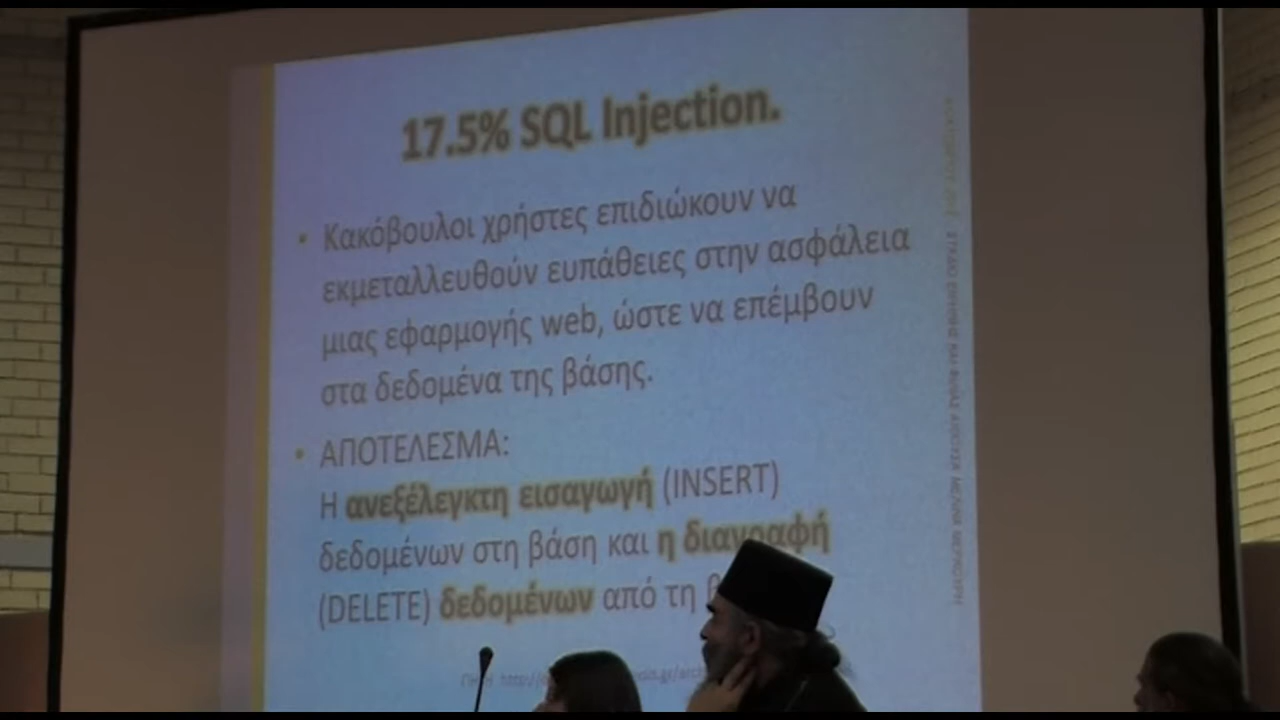 17.5% SQL Injection.
• Κακόβουλοι χρήστες επιδιώκουν να
εκμεταλλευθούν ευπάθειες στην ασφάλεια
μιας εφαρμογής web, ώστε να επέμβουν
στα δεδομένα της βάσης.
• ΑΠΟΤΕΛΕΣΜΑ:
Η ανεξέλεγκτη εισαγωγή (INSERT)
δεδομένων στη βάση και η διαγραφή
(DELETE) δεδομένων από τη